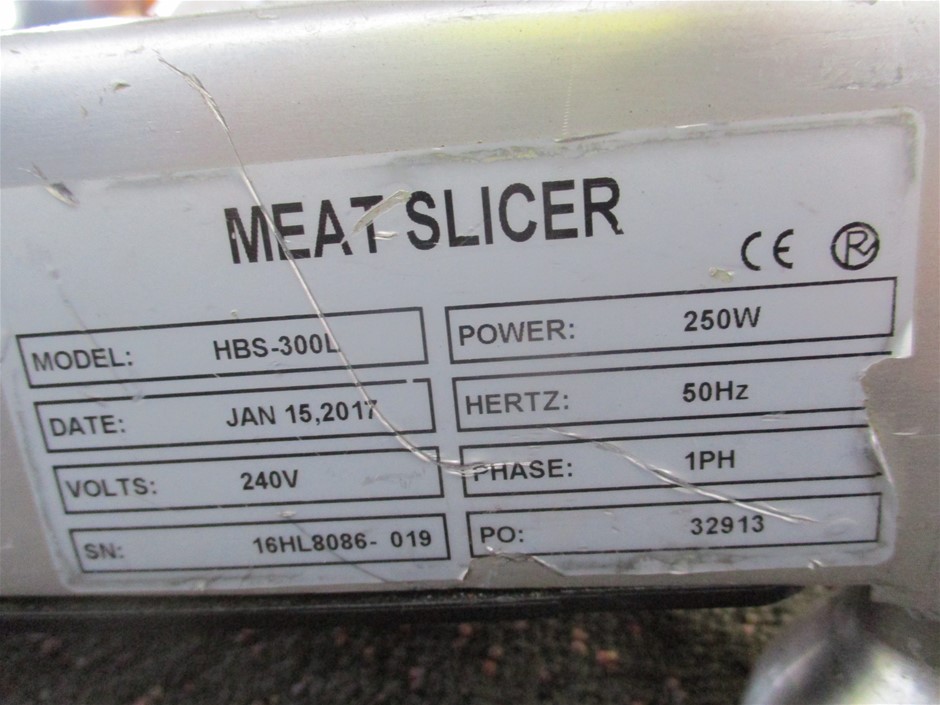 MEAT SLICER
CE ®
MODEL: HBS-300L
POWER: 250W
DATE: JAN 15,2017
HERTZ: 50Hz
VOLTS: 240V
PHASE: 1PH
SN: 16HL8086- 019
PO: 32913